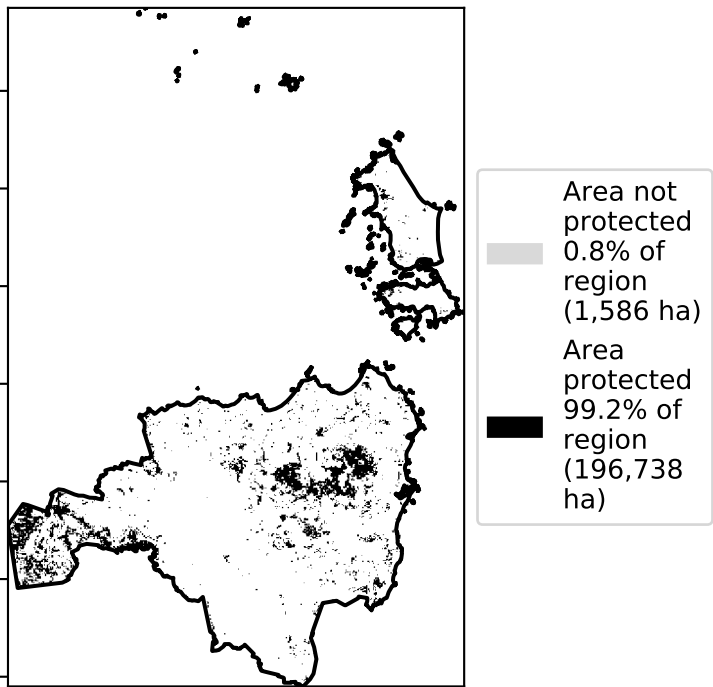 Area not
protected
0.8% of
region
(1,586 ha)
Area
protected
99.2% of
region
(196,738
ha)